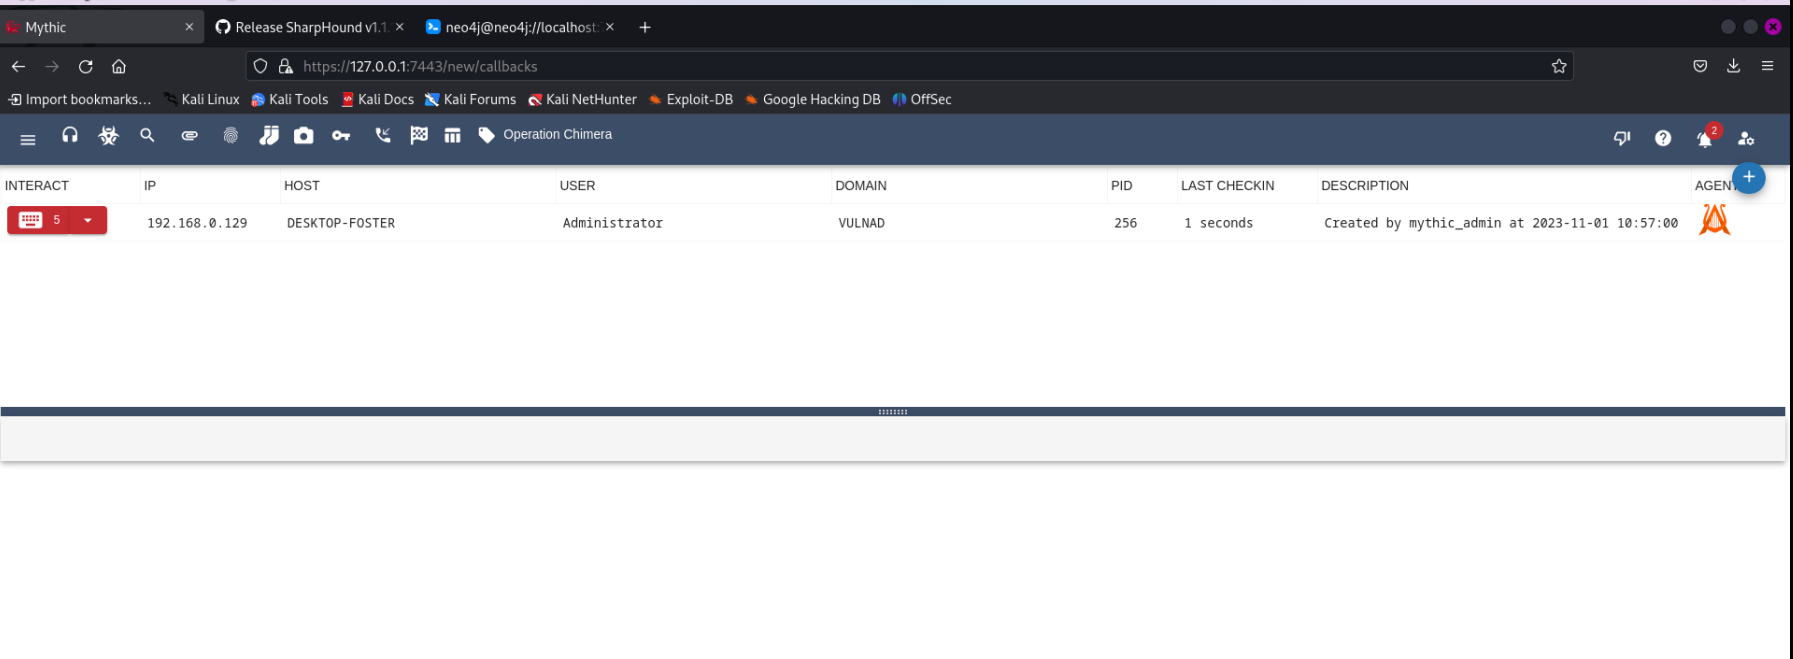 Mythic Release SharpHound v1.1. neo4j@neo4j://localhost:
https://127.0.0.1:7443/new/callbacks
Import bookmarks... Kali Linux Kali Tools Kali Docs Kali Forums Kali NetHunter Exploit-DB Google Hacking DB OffSec
Operation Chimera 2
INTERACT IP HOST USER DOMAIN PID LAST CHECKIN DESCRIPTION AGEN
5 192.168.0.129 DESKTOP-FOSTER Administrator VULNAD 256 1 seconds Created by mythic_admin at 2023-11-01 10:57:00